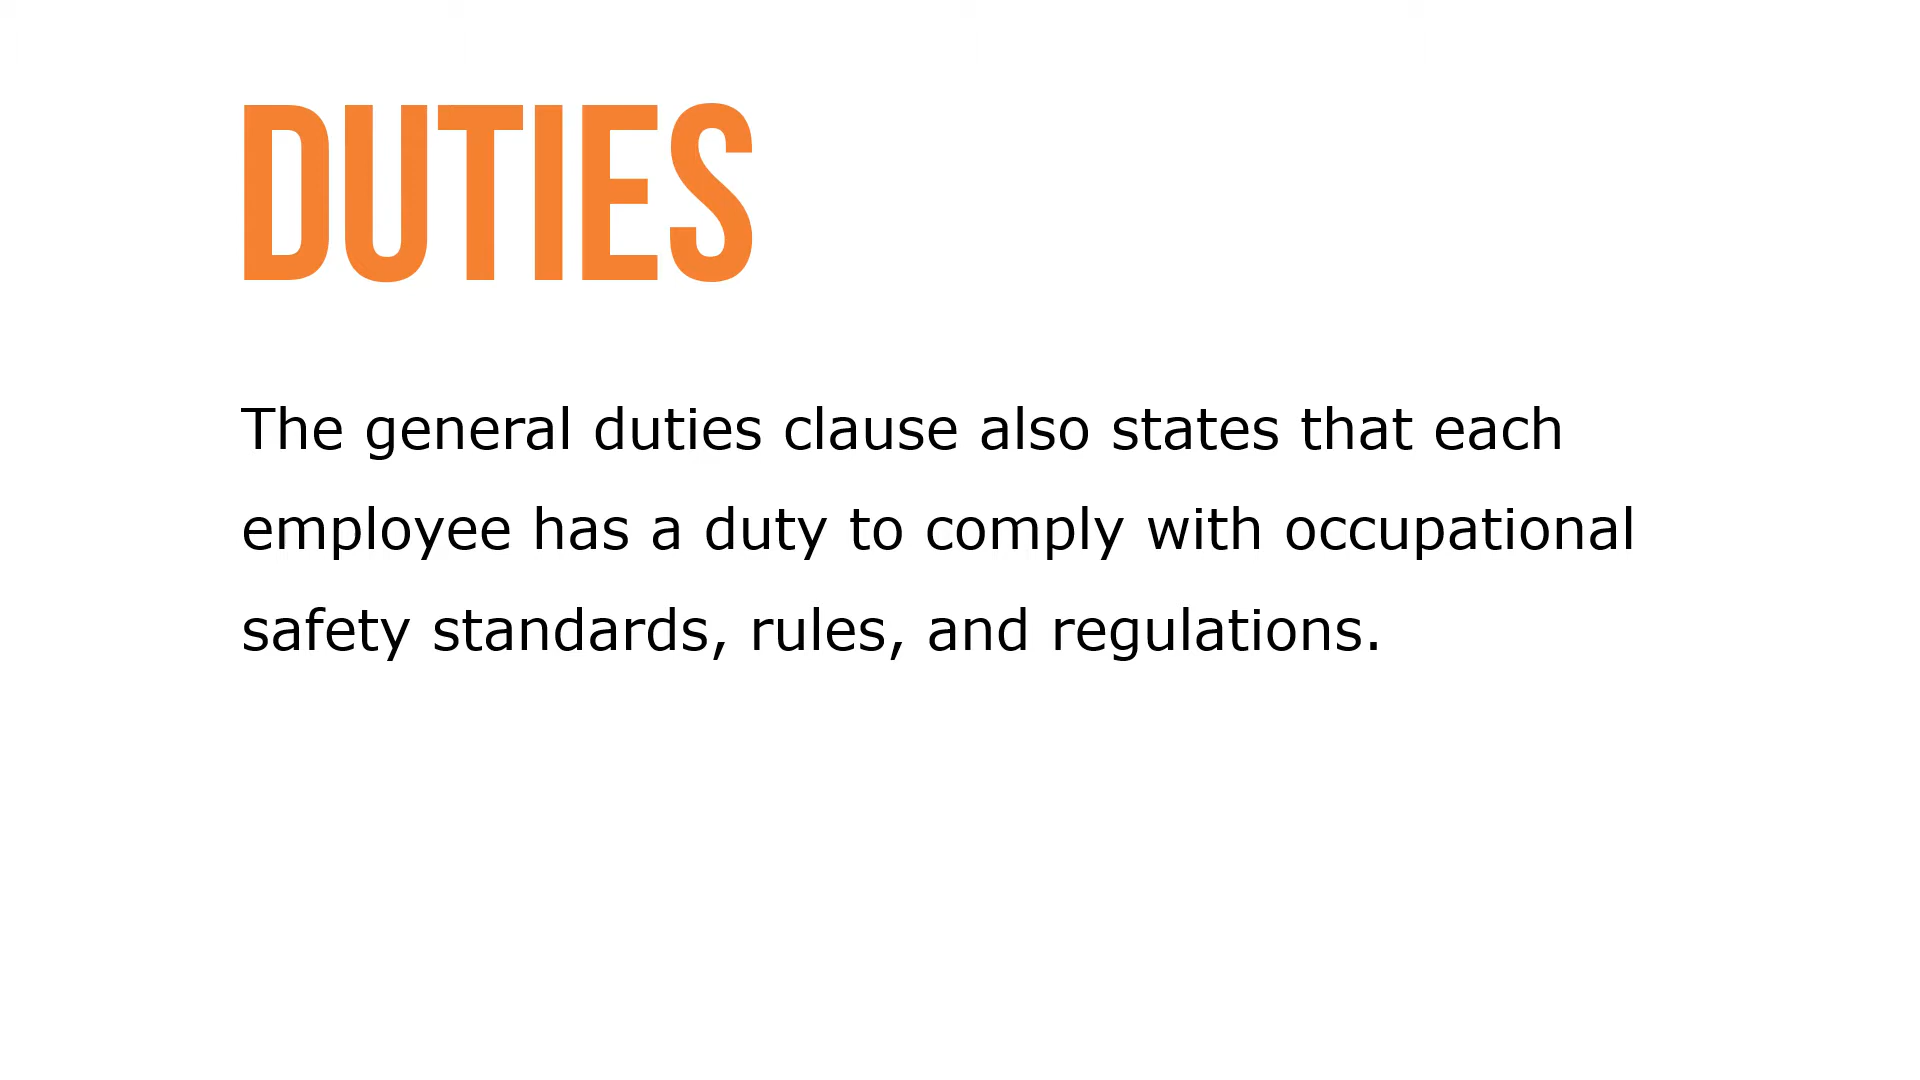 DUTIES
The general duties clause also states that each
employee has a duty to comply with occupational
safety standards, rules, and regulations.